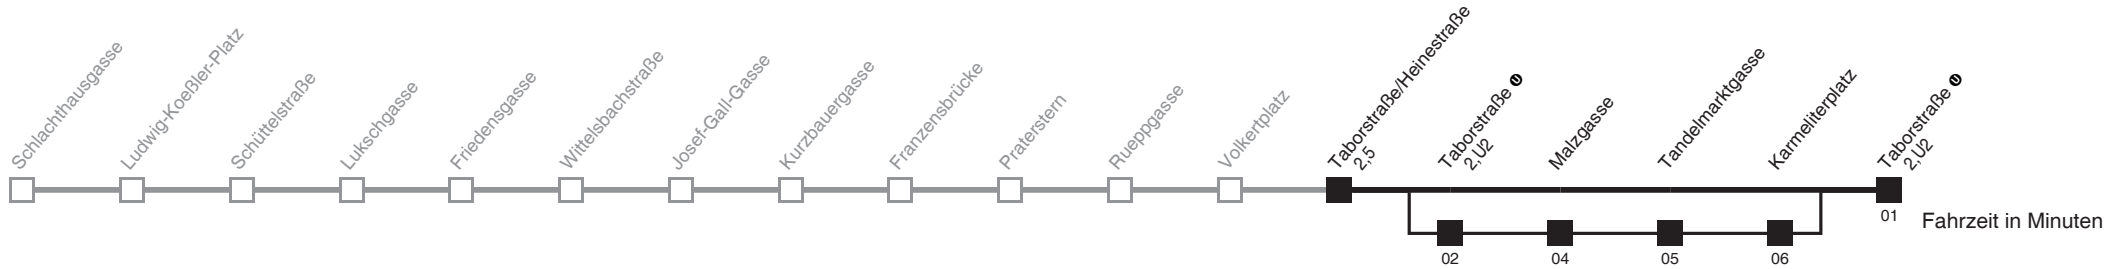 Schlachthausgasse
Ludwig-Koeßler-Platz
Schüttelstraße
Lukschgasse
Friedensgasse
Wittelsbachstraße
Josef-Gall-Gasse
Kurzbauergasse
Franzensbrücke
Praterstern
Rueppgasse
Volkertplatz
Taborstraße/Heinestraße
2,5
Taborstraße U
2,U2
Malzgasse
Tandelmarktgasse
Karmeliterplatz
Taborstraße U
2,U2
01
Fahrzeit in Minuten
02
04
05
06